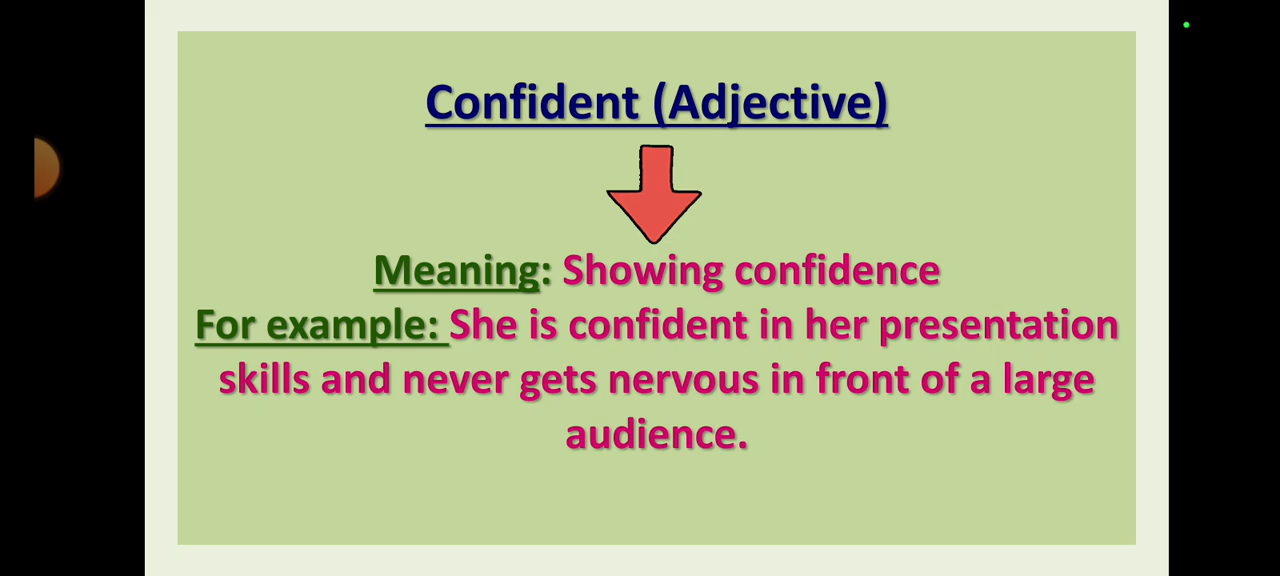 Confident (Adjective)
Meaning: Showing confidence
For example: She is confident in her presentation
skills and never gets nervous in front of a large
audience.